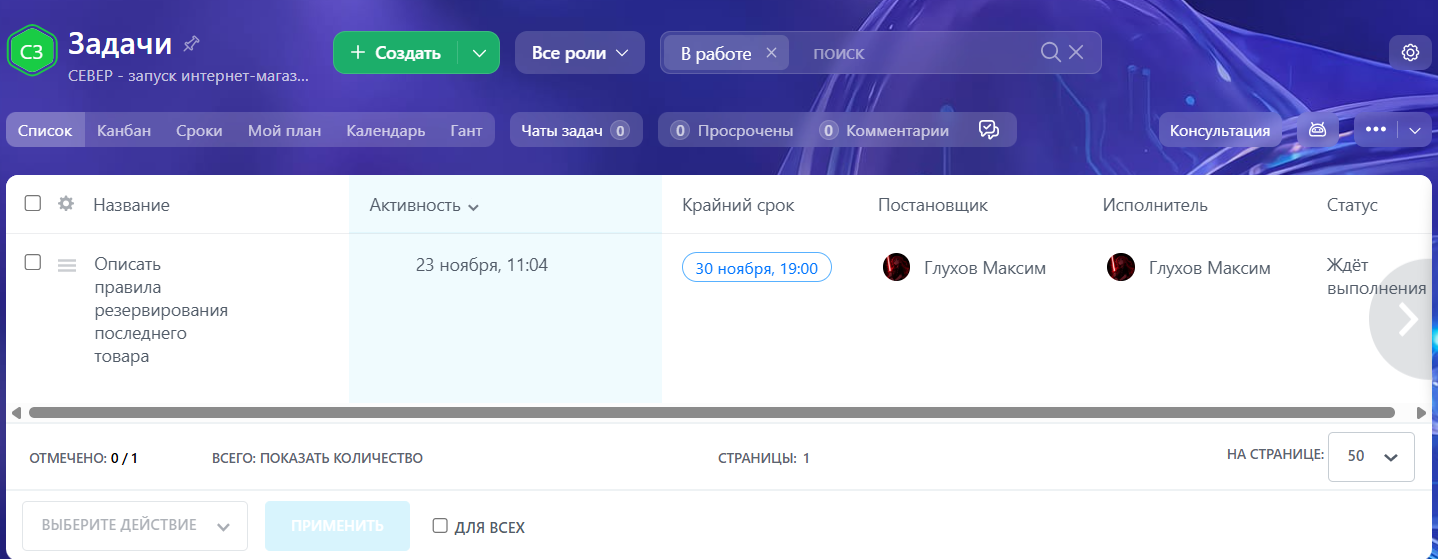 СЗ
Задачи
СЕВЕР - запуск интернет-магаз...
Создать
Все роли
В работе
ПОИСК
Список Канбан Сроки Мой план Календарь Гант
Чаты задач 0
0 Просрочены 0 Комментарии
Консультация
Название Активность Крайний срок Постановщик Исполнитель Статус
Описать
правила
резервирования
последнего
товара
23 ноября, 11:04
30 ноября, 19:00
Глухов Максим
Глухов Максим
Ждёт
выполнения
ОТМЕЧЕНО: 0 / 1 ВСЕГО: ПОКАЗАТЬ КОЛИЧЕСТВО СТРАНИЦЫ: 1 НА СТРАНИЦЕ: 50
ВЫБЕРИТЕ ДЕЙСТВИЕ ПРИМЕНИТЬ ДЛЯ ВСЕХ